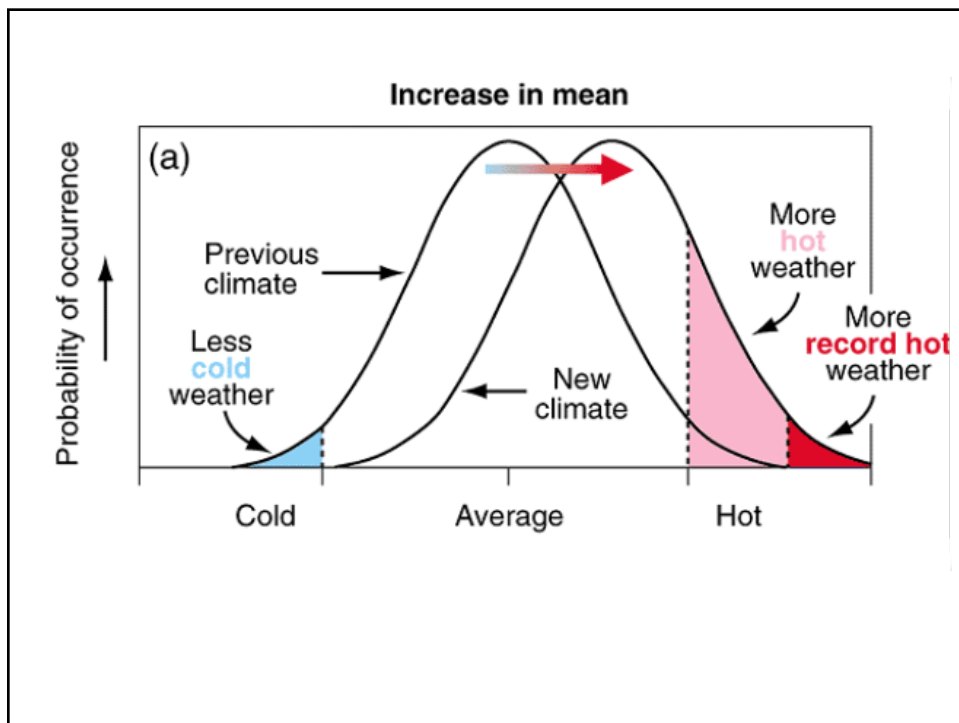 Increase in mean
(a)
Probability of occurrence
Previous
climate
Less
cold
weather
New
climate
More
hot
weather
More
record hot
weather
Cold
Average
Hot